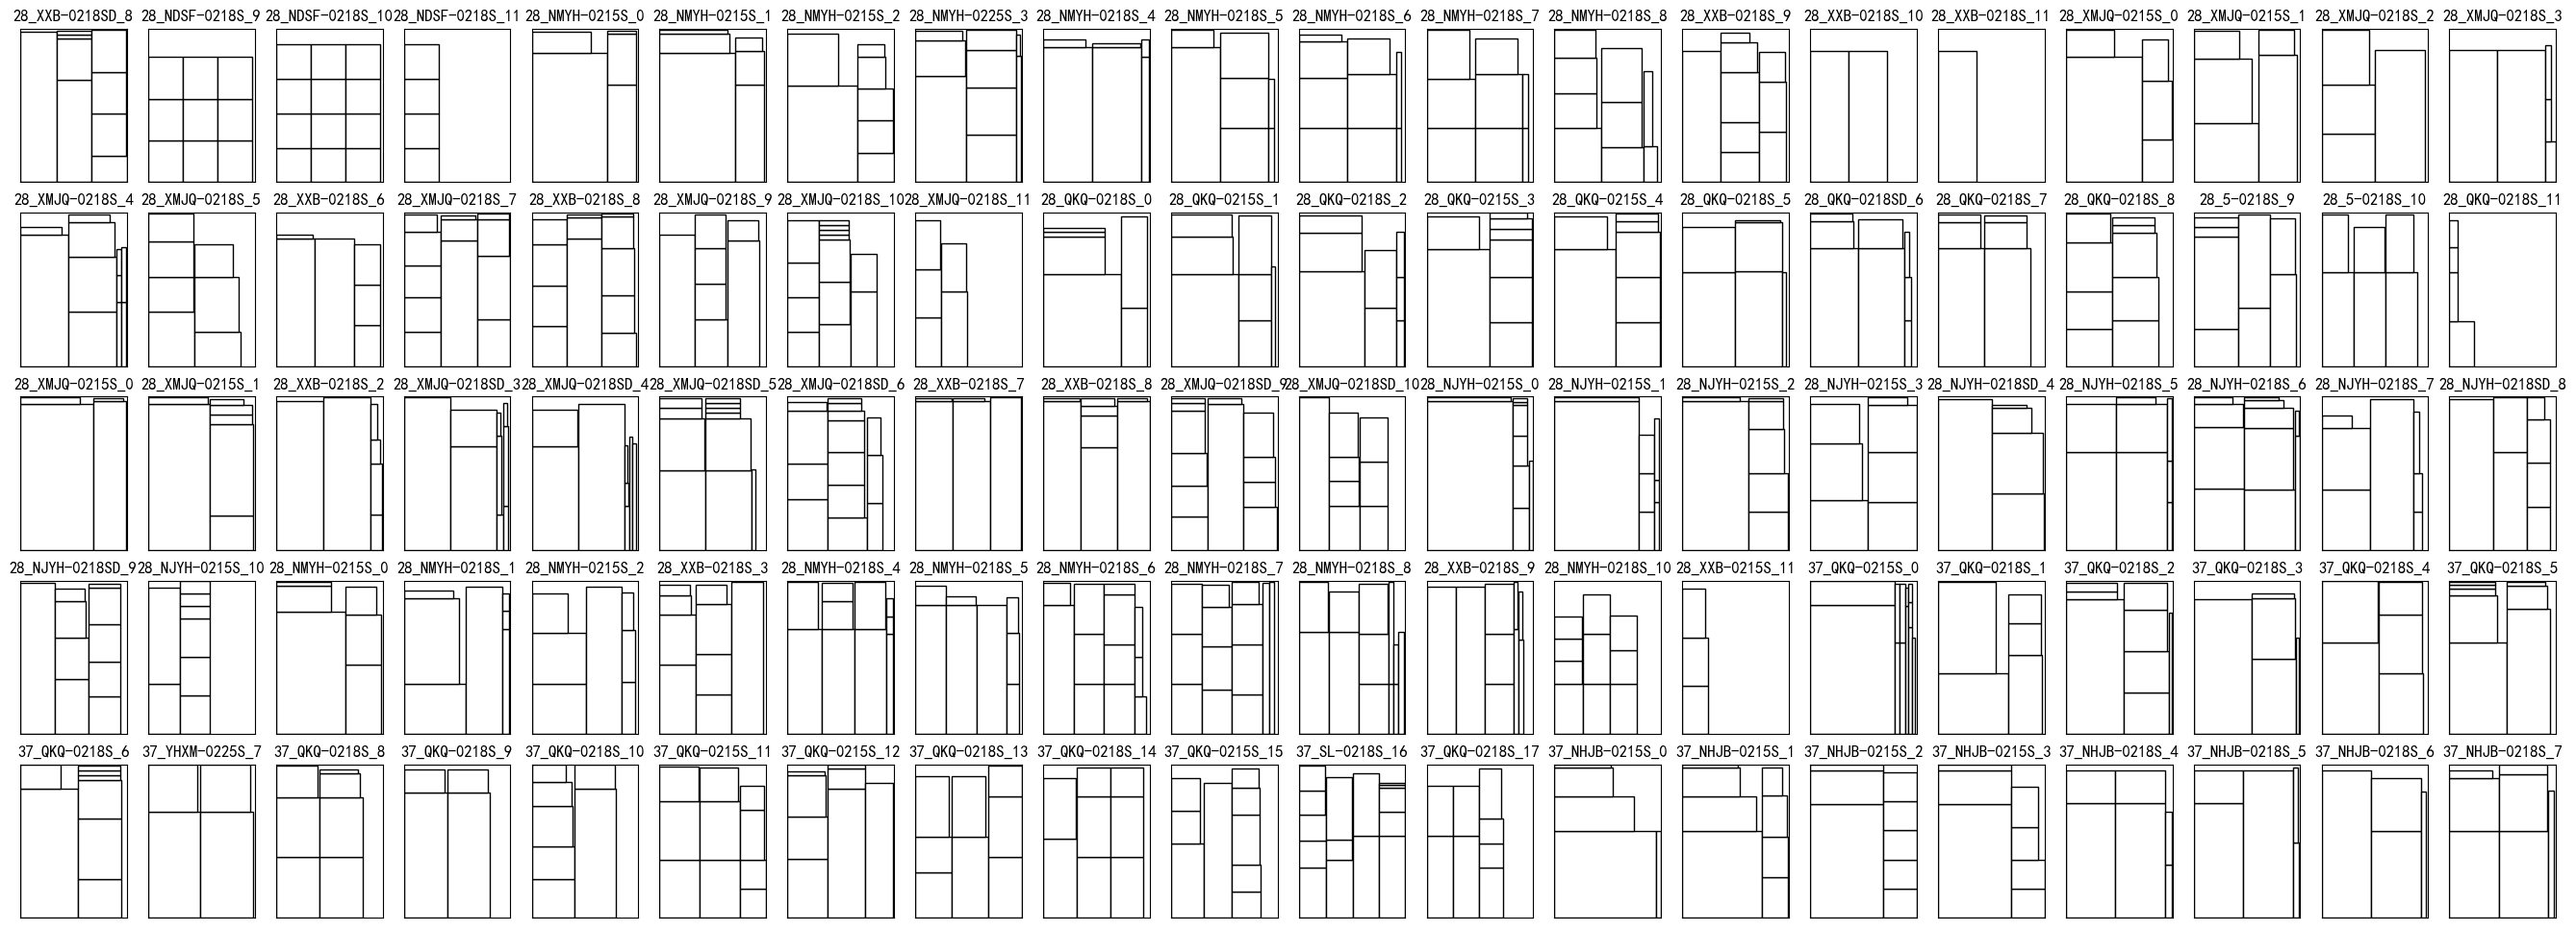 28_XXB-0218SD_8 28_NDSF-0218S_9 28_NDSF-0218S_10 28_NDSF-0218S_11 28_NMYH-0215S_0 28_NMYH-0215S_1 28_NMYH-0215S_2 28_NMYH-0225S_3 28_NMYH-0218S_4 28_NMYH-0218S_5 28_NMYH-0218S_6 28_NMYH-0218S_7 28_NMYH-0218S_8 28_XXB-0218S_9 28_XXB-0218S_10 28_XXB-0218S_11 28_XMJQ-0215S_0 28_XMJQ-0215S_1 28_XMJQ-0218S_2 28_XMJQ-0218S_3
28_XMJQ-0218S_4 28_XMJQ-0218S_5 28_XXB-0218S_6 28_XMJQ-0218S_7 28_XXB-0218S_8 28_XMJQ-0218S_9 28_XMJQ-0218S_10 28_XMJQ-0218S_11 28_QKQ-0218S_0 28_QKQ-0215S_1 28_QKQ-0218S_2 28_QKQ-0215S_3 28_QKQ-0215S_4 28_QKQ-0218S_5 28_QKQ-0218SD_6 28_QKQ-0218S_7 28_QKQ-0218S_8 28_5-0218S_9 28_5-0218S_10 28_QKQ-0218S_11
28_XMJQ-0215S_0 28_XMJQ-0215S_1 28_XXB-0218S_2 28_XMJQ-0218SD_3 28_XMJQ-0218SD_4 28_XMJQ-0218SD_5 28_XMJQ-0218SD_6 28_XXB-0218S_7 28_XXB-0218S_8 28_XMJQ-0218SD_9 28_XMJQ-0218SD_10 28_NJYH-0215S_0 28_NJYH-0215S_1 28_NJYH-0215S_2 28_NJYH-0215S_3 28_NJYH-0218SD_4 28_NJYH-0218S_5 28_NJYH-0215S_6 28_NJYH-0218S_7 28_NJYH-0218SD_8
28_NJYH-0218SD_9 28_NJYH-0215S_10 28_NMYH-0215S_0 28_NMYH-0218S_1 28_NMYH-0215S_2 28_XXB-0218S_3 28_NMYH-0218S_4 28_NMYH-0218S_5 28_NMYH-0218S_6 28_NMYH-0218S_7 28_NMYH-0218S_8 28_XXB-0218S_9 28_NMYH-0218S_10 28_XXB-0215S_11 37_QKQ-0215S_0 37_QKQ-0218S_1 37_QKQ-0218S_2 37_QKQ-0218S_3 37_QKQ-0218S_4 37_QKQ-0218S_5
37_QKQ-0218S_6 37_YHXM-0225S_7 37_QKQ-0218S_8 37_QKQ-0218S_9 37_QKQ-0218S_10 37_QKQ-0215S_11 37_QKQ-0215S_12 37_QKQ-0218S_13 37_QKQ-0218S_14 37_QKQ-0215S_15 37_SL-0218S_16 37_QKQ-0218S_17 37_NHJB-0215S_0 37_NHJB-0215S_1 37_NHJB-0215S_2 37_NHJB-0215S_3 37_NHJB-0218S_4 37_NHJB-0218S_5 37_NHJB-0218S_6 37_NHJB-0218S_7